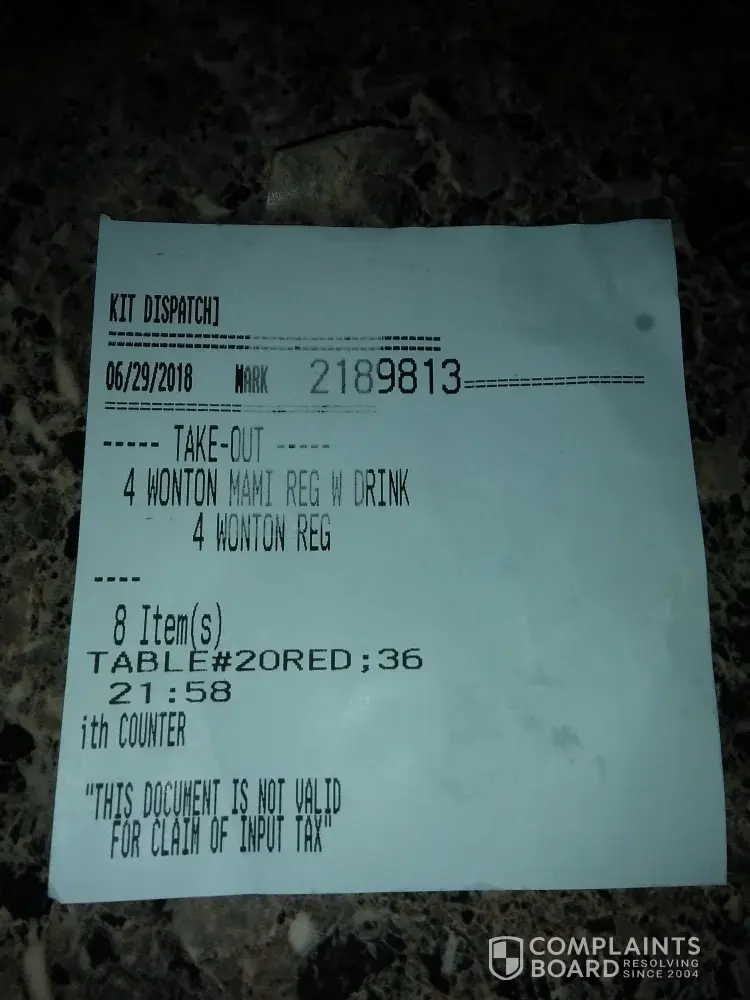 KIT DISPATCH]
06/29/2018 MARK 2189813
----- TAKE-OUT -----
4 WONTON MAMI REG W DRINK
4 WONTON REG
----
8 Item(s)
TABLE#20RED;36
21:58
ith COUNTER
"THIS DOCUMENT IS NOT VALID
FOR CLAIM OF INPUT TAX"
COMPLAINTS
BOARD RESOLVING
SINCE 2004